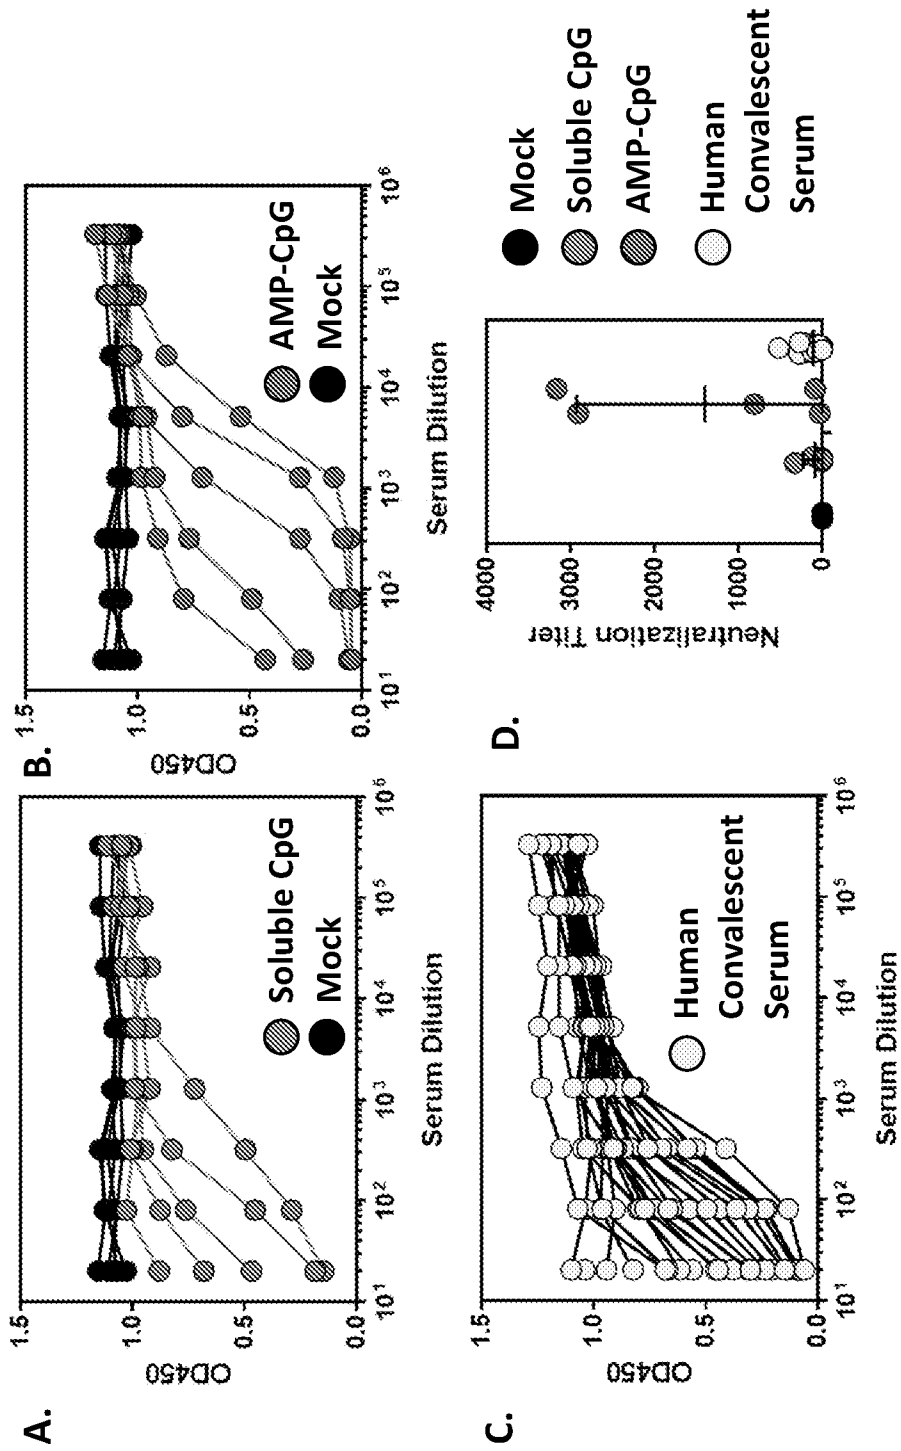 A.
1.5
1.0
0.5
0.0
OD450
Soluble CpG
Mock
10¹
10²
10³
10⁴
10⁵
10⁶
Serum Dilution
B.
1.5
1.0
0.5
0.0
OD450
AMP-CpG
Mock
10¹
10²
10³
10⁴
10⁵
10⁶
Serum Dilution
C.
1.5
1.0
0.5
0.0
OD450
Human
Convalescent
Serum
10¹
10²
10³
10⁴
10⁵
10⁶
Serum Dilution
D.
4000
3000
2000
1000
0
Neutralization Titer
Mock
Soluble CpG
AMP-CpG
Human
Convalescent
Serum